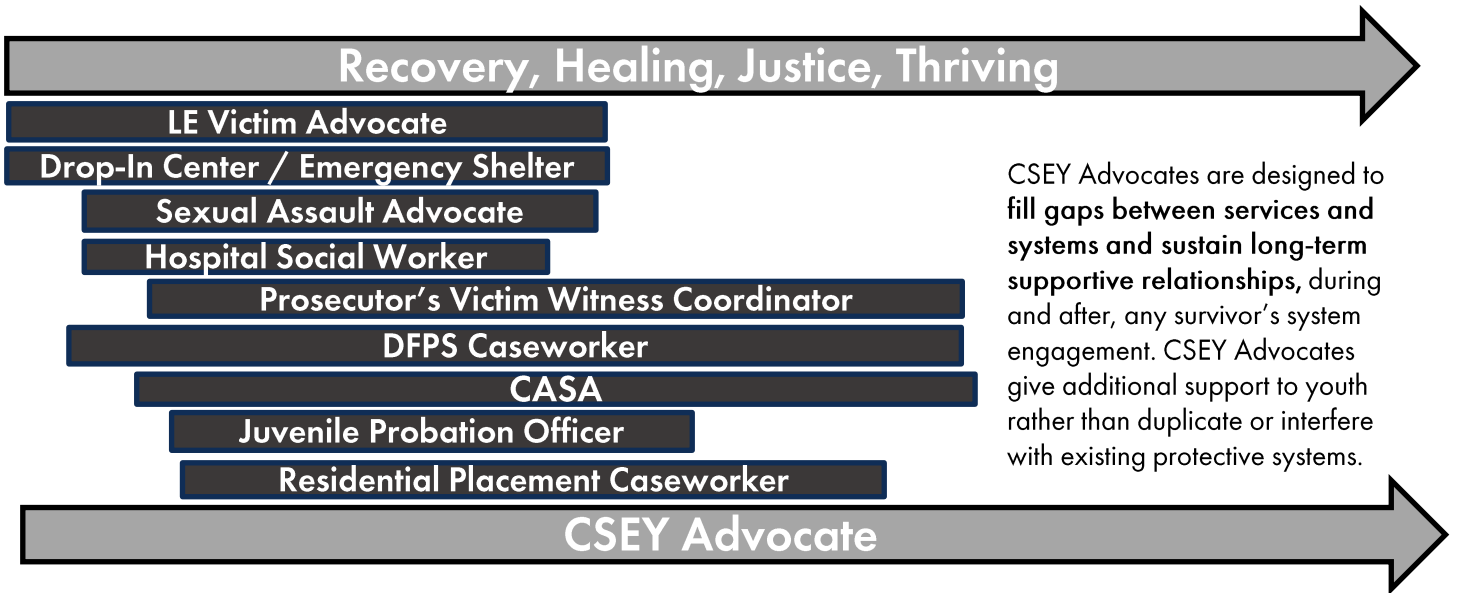 Recovery, Healing, Justice, Thriving
LE Victim Advocate
Drop-In Center / Emergency Shelter
Sexual Assault Advocate
Hospital Social Worker
Prosecutor’s Victim Witness Coordinator
DFPS Caseworker
CASA
Juvenile Probation Officer
Residential Placement Caseworker
CSEY Advocates are designed to
fill gaps between services and
systems and sustain long-term
supportive relationships, during
and after, any survivor’s system
engagement. CSEY Advocates
give additional support to youth
rather than duplicate or interfere
with existing protective systems.
CSEY Advocate